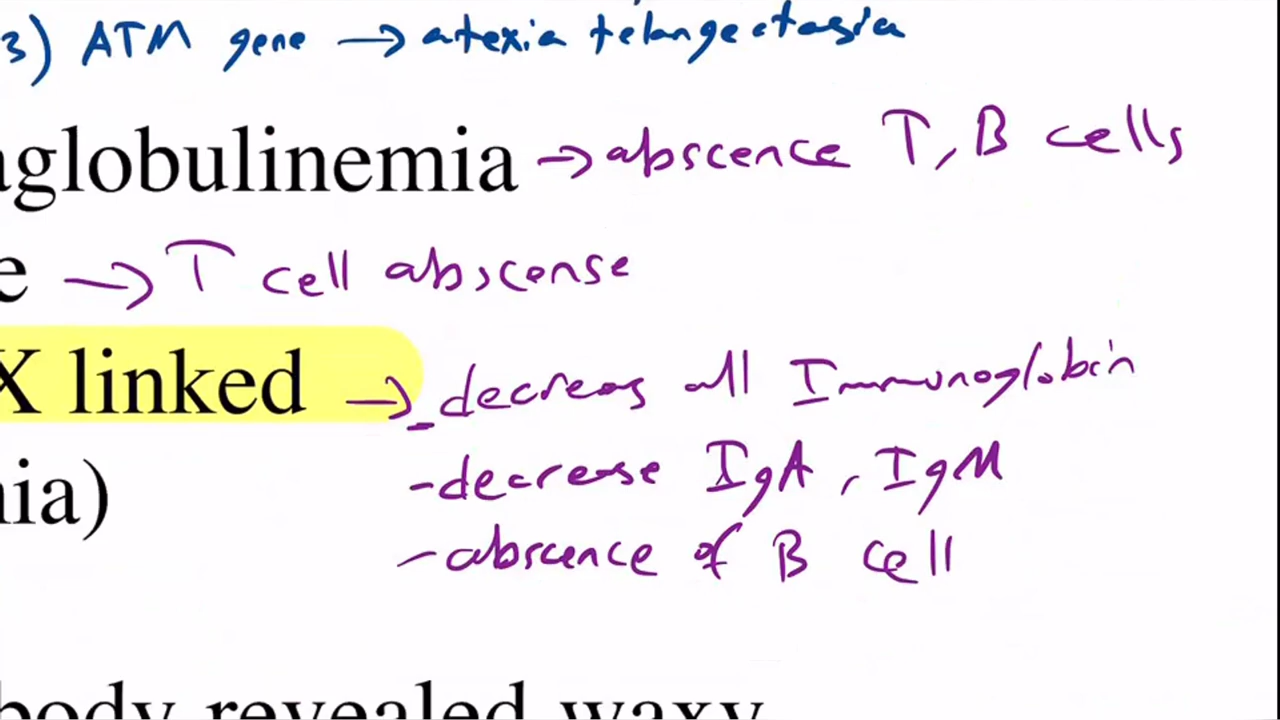 3) ATM gene → atexia telangectasia
aglobulinemia → abscence T, B cells
e → T cell abscense
X linked → - decreas all Immunoglobin
- decrease IgA, IgM
nia)
- abscence of B cell
body revealed waxy